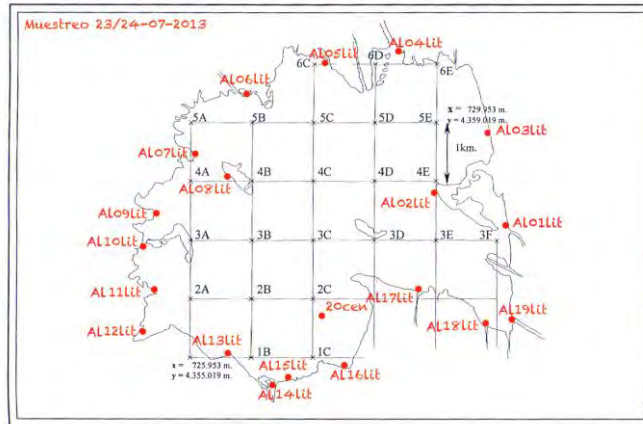 Muestreo 23/24-07-2013
Al04lit
Al05lit
6C
6D
6E
Al06lit
5A
5B
5C
5D
5E
x = 729.953 m.
y = 4.359.019 m.
Al03lit
1km.
Al07lit
4A
4B
4C
4D
4E
Al08lit
Al02lit
Al09lit
Al01lit
Al10lit
3A
3B
3C
3D
3E
3F
Al11lit
2A
2B
2C
Al17lit
20cen
Al12lit
Al18lit
Al19lit
Al13lit
1B
1C
x = 725.953 m.
y = 4.355.019 m.
Al15lit
Al16lit
Al14lit